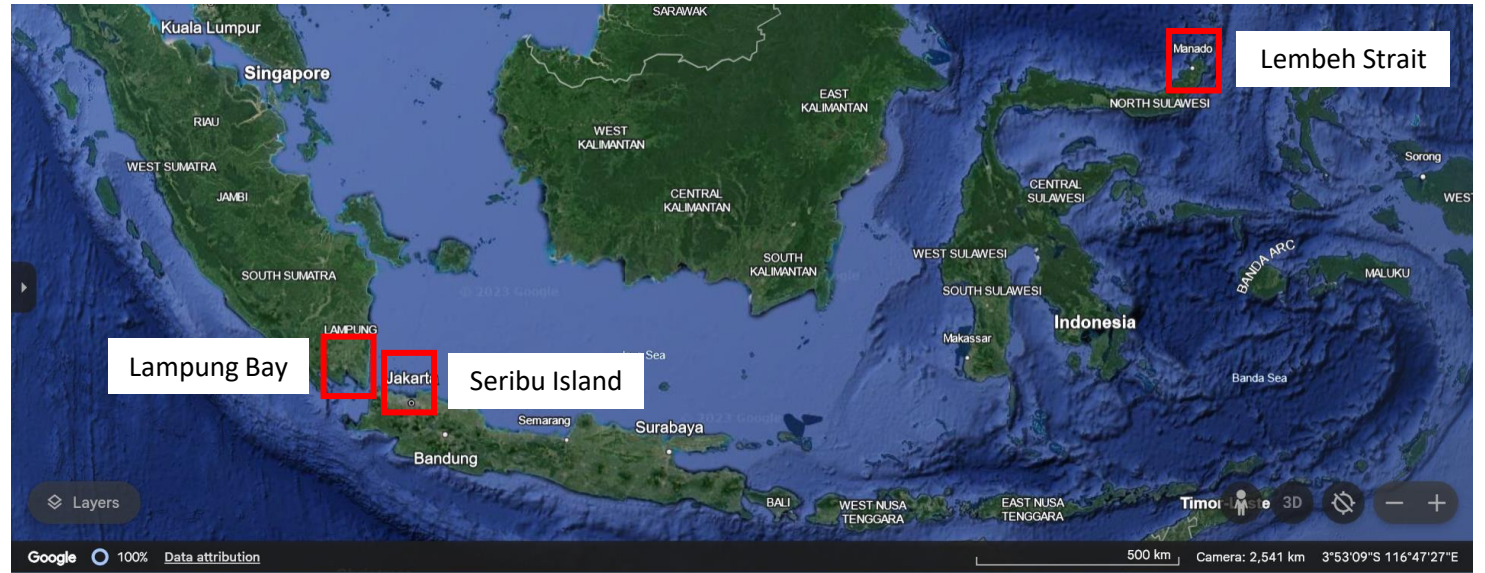 SARAWAK
Kuala Lumpur
Manado
Lembeh Strait
Singapore
EAST
KALIMANTAN
NORTH SULAWESI
RIAU
WEST
KALIMANTAN
Sorong
WEST SUMATRA
CENTRAL
SULAWESI
JAMBI
CENTRAL
KALIMANTAN
WES
WEST SULAWESI
BANDA ARC
SOUTH
KALIMANTAN
SOUTH SUMATRA
MALUKU
© 2023 Google
SOUTH SULAWESI
LAMPUNG
Indonesia
Makassar
Lampung Bay
Sea
Jakarta
Seribu Island
Banda Sea
© 2023 Google
Semarang
Surabaya
Bandung
Layers
BALI
WEST NUSA
TENGGARA
EAST NUSA
TENGGARA
Timor-Leste
3D
Google
100%
Data attribution
500 km
Camera: 2,541 km
3°53'09"S 116°47'27"E